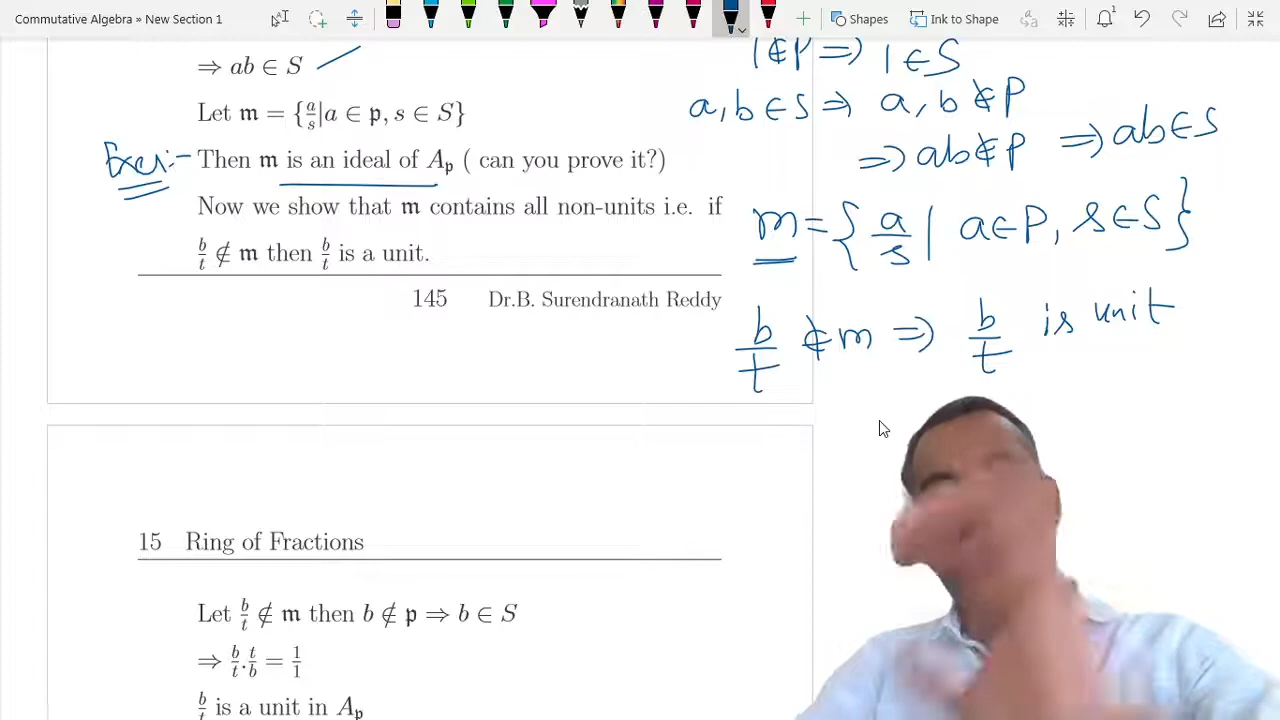 Commutative Algebra » New Section 1
Shapes
Ink to Shape
⇒ ab ∈ S
Let 𝔪 = {a/s | a ∈ 𝔭, s ∈ S}
Exer:- Then 𝔪 is an ideal of A𝔭 ( can you prove it?)
Now we show that 𝔪 contains all non-units i.e. if
b/t ∉ 𝔪 then b/t is a unit.
145 Dr.B. Surendranath Reddy
15 Ring of Fractions
Let b/t ∉ 𝔪 then b ∉ 𝔭 ⇒ b ∈ S
⇒ b/t . t/b = 1/1
b/t is a unit in A𝔭
1 ∉ P ⇒ 1 ∈ S
a, b ∈ S ⇒ a, b ∉ P
⇒ ab ∉ P ⇒ ab ∈ S
m = { a/s | a ∈ P, s ∈ S }
b/t ∉ m ⇒ b/t is unit